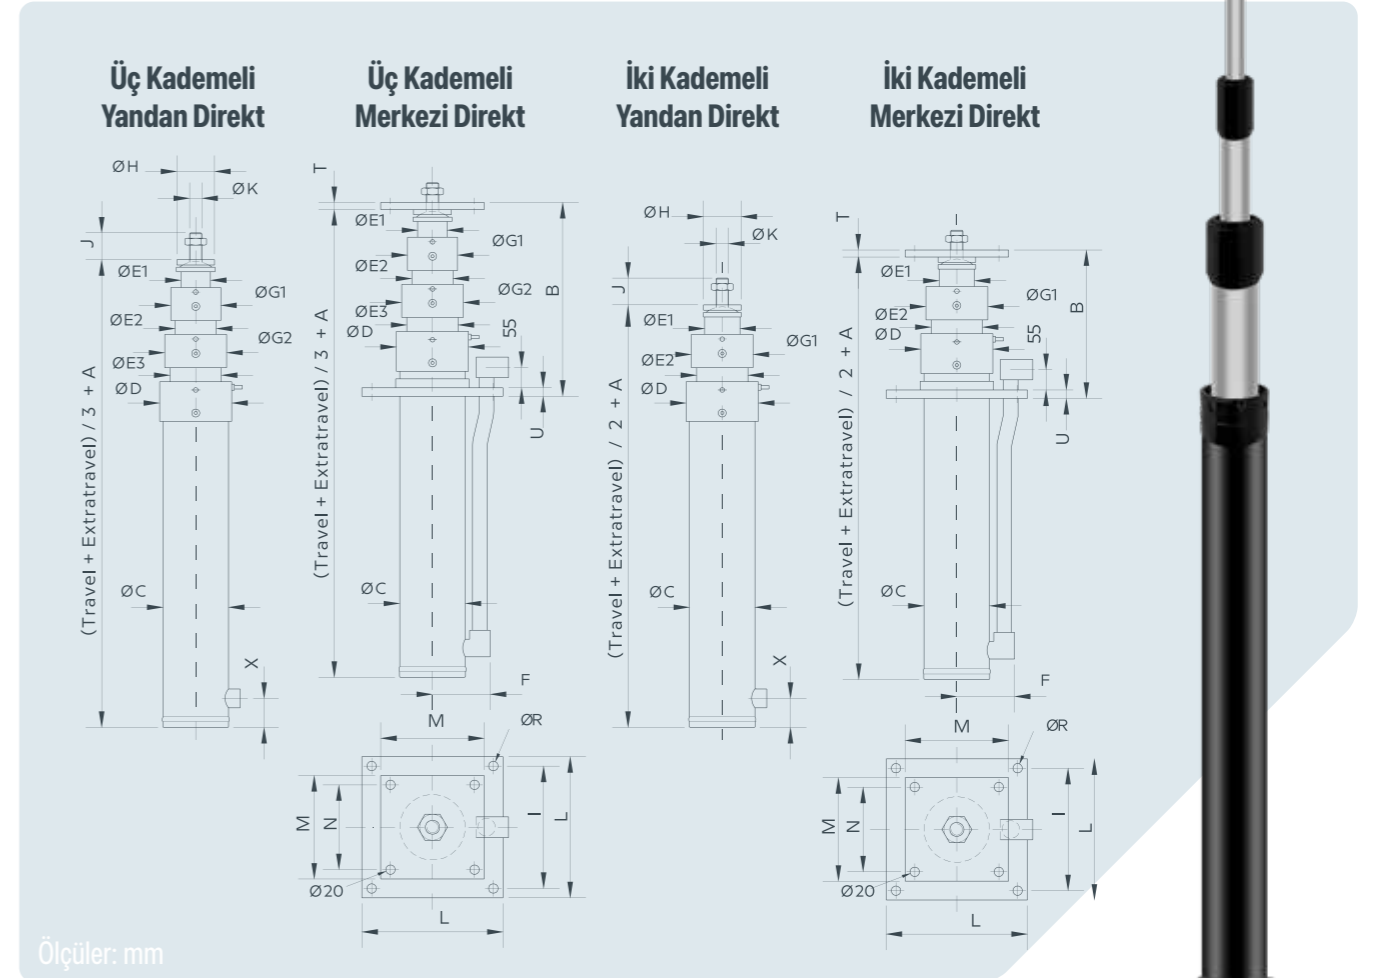 Üç Kademeli
Yandan Direkt
Üç Kademeli
Merkezi Direkt
İki Kademeli
Yandan Direkt
İki Kademeli
Merkezi Direkt
ØH
ØK
J
ØE1
ØG1
ØE2
ØG2
ØE3
ØD
(Travel + Extratravel) / 3 + A
ØC
X
T
ØE1
ØG1
ØE2
ØG2
ØE3
ØD
B
55
U
(Travel + Extratravel) / 3 + A
ØC
F
M
ØR
M
N
I
L
Ø20
L
ØH
ØK
J
ØE1
ØG1
ØE2
ØD
(Travel + Extratravel) / 2 + A
ØC
X
T
ØE1
ØG1
ØE2
ØD
B
55
U
(Travel + Extratravel) / 2 + A
ØC
F
M
ØR
M
N
I
L
Ø20
L
Ölçüler: mm